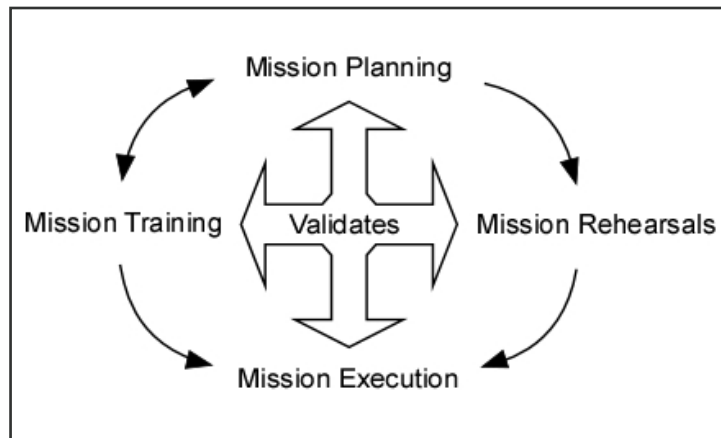 Mission Planning
Mission Training
Validates
Mission Rehearsals
Mission Execution